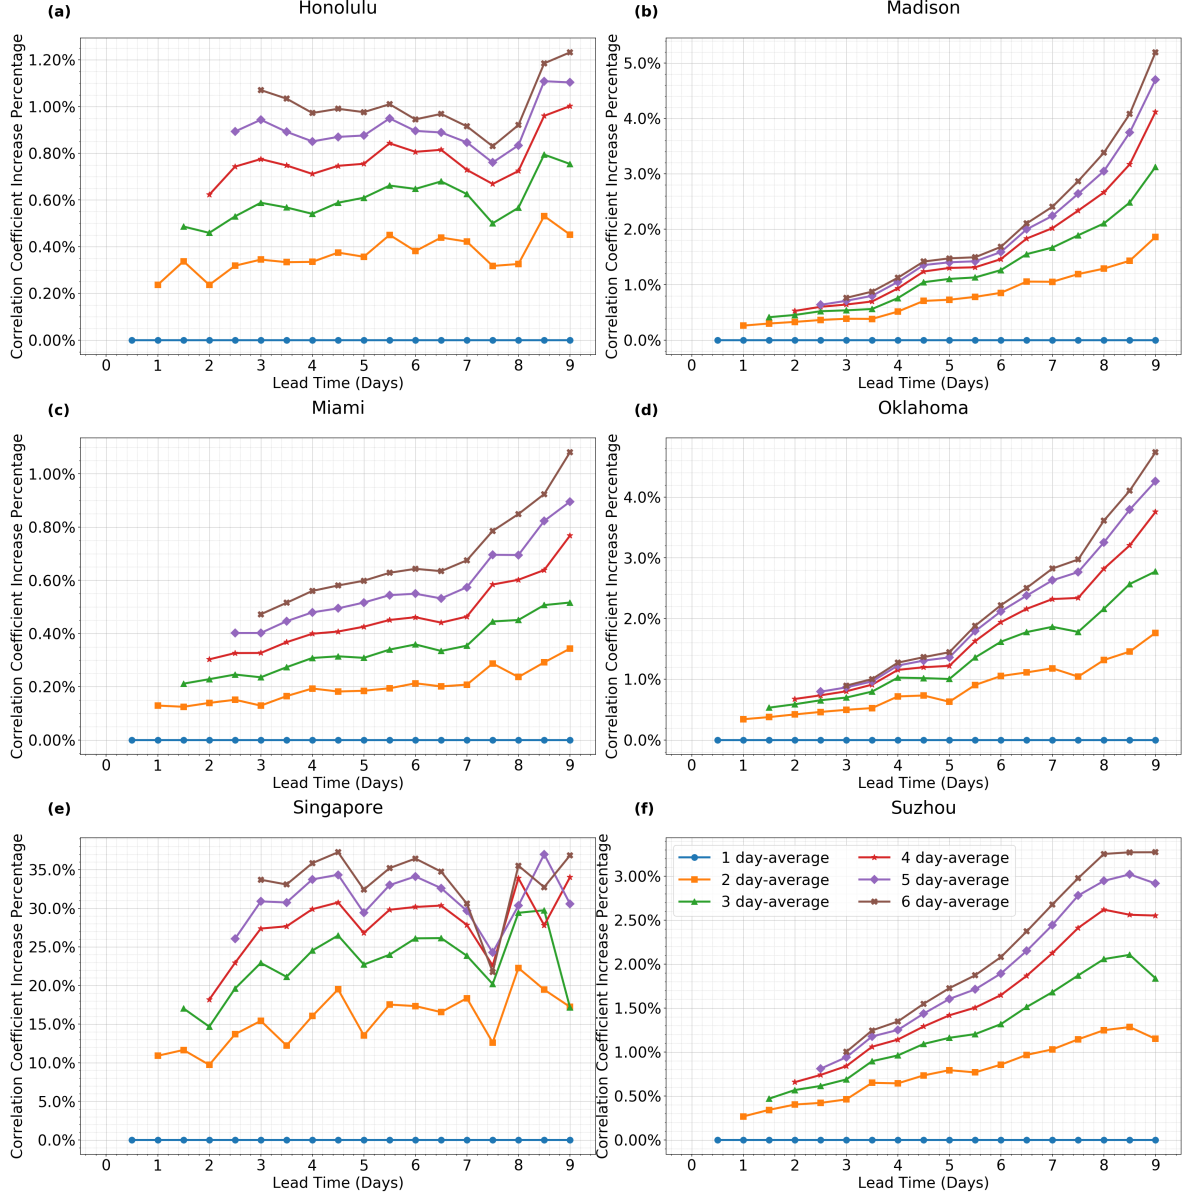 (a) Honolulu
Correlation Coefficient Increase Percentage
1.20%
1.00%
0.80%
0.60%
0.40%
0.20%
0.00%
0 1 2 3 4 5 6 7 8 9
Lead Time (Days)
(b) Madison
Correlation Coefficient Increase Percentage
5.0%
4.0%
3.0%
2.0%
1.0%
0.0%
0 1 2 3 4 5 6 7 8 9
Lead Time (Days)
(c) Miami
Correlation Coefficient Increase Percentage
1.00%
0.80%
0.60%
0.40%
0.20%
0.00%
0 1 2 3 4 5 6 7 8 9
Lead Time (Days)
(d) Oklahoma
Correlation Coefficient Increase Percentage
4.0%
3.0%
2.0%
1.0%
0.0%
0 1 2 3 4 5 6 7 8 9
Lead Time (Days)
(e) Singapore
Correlation Coefficient Increase Percentage
35.0%
30.0%
25.0%
20.0%
15.0%
10.0%
5.0%
0.0%
0 1 2 3 4 5 6 7 8 9
Lead Time (Days)
(f) Suzhou
Correlation Coefficient Increase Percentage
3.00%
2.50%
2.00%
1.50%
1.00%
0.50%
0.00%
1 day-average
2 day-average
3 day-average
4 day-average
5 day-average
6 day-average
0 1 2 3 4 5 6 7 8 9
Lead Time (Days)